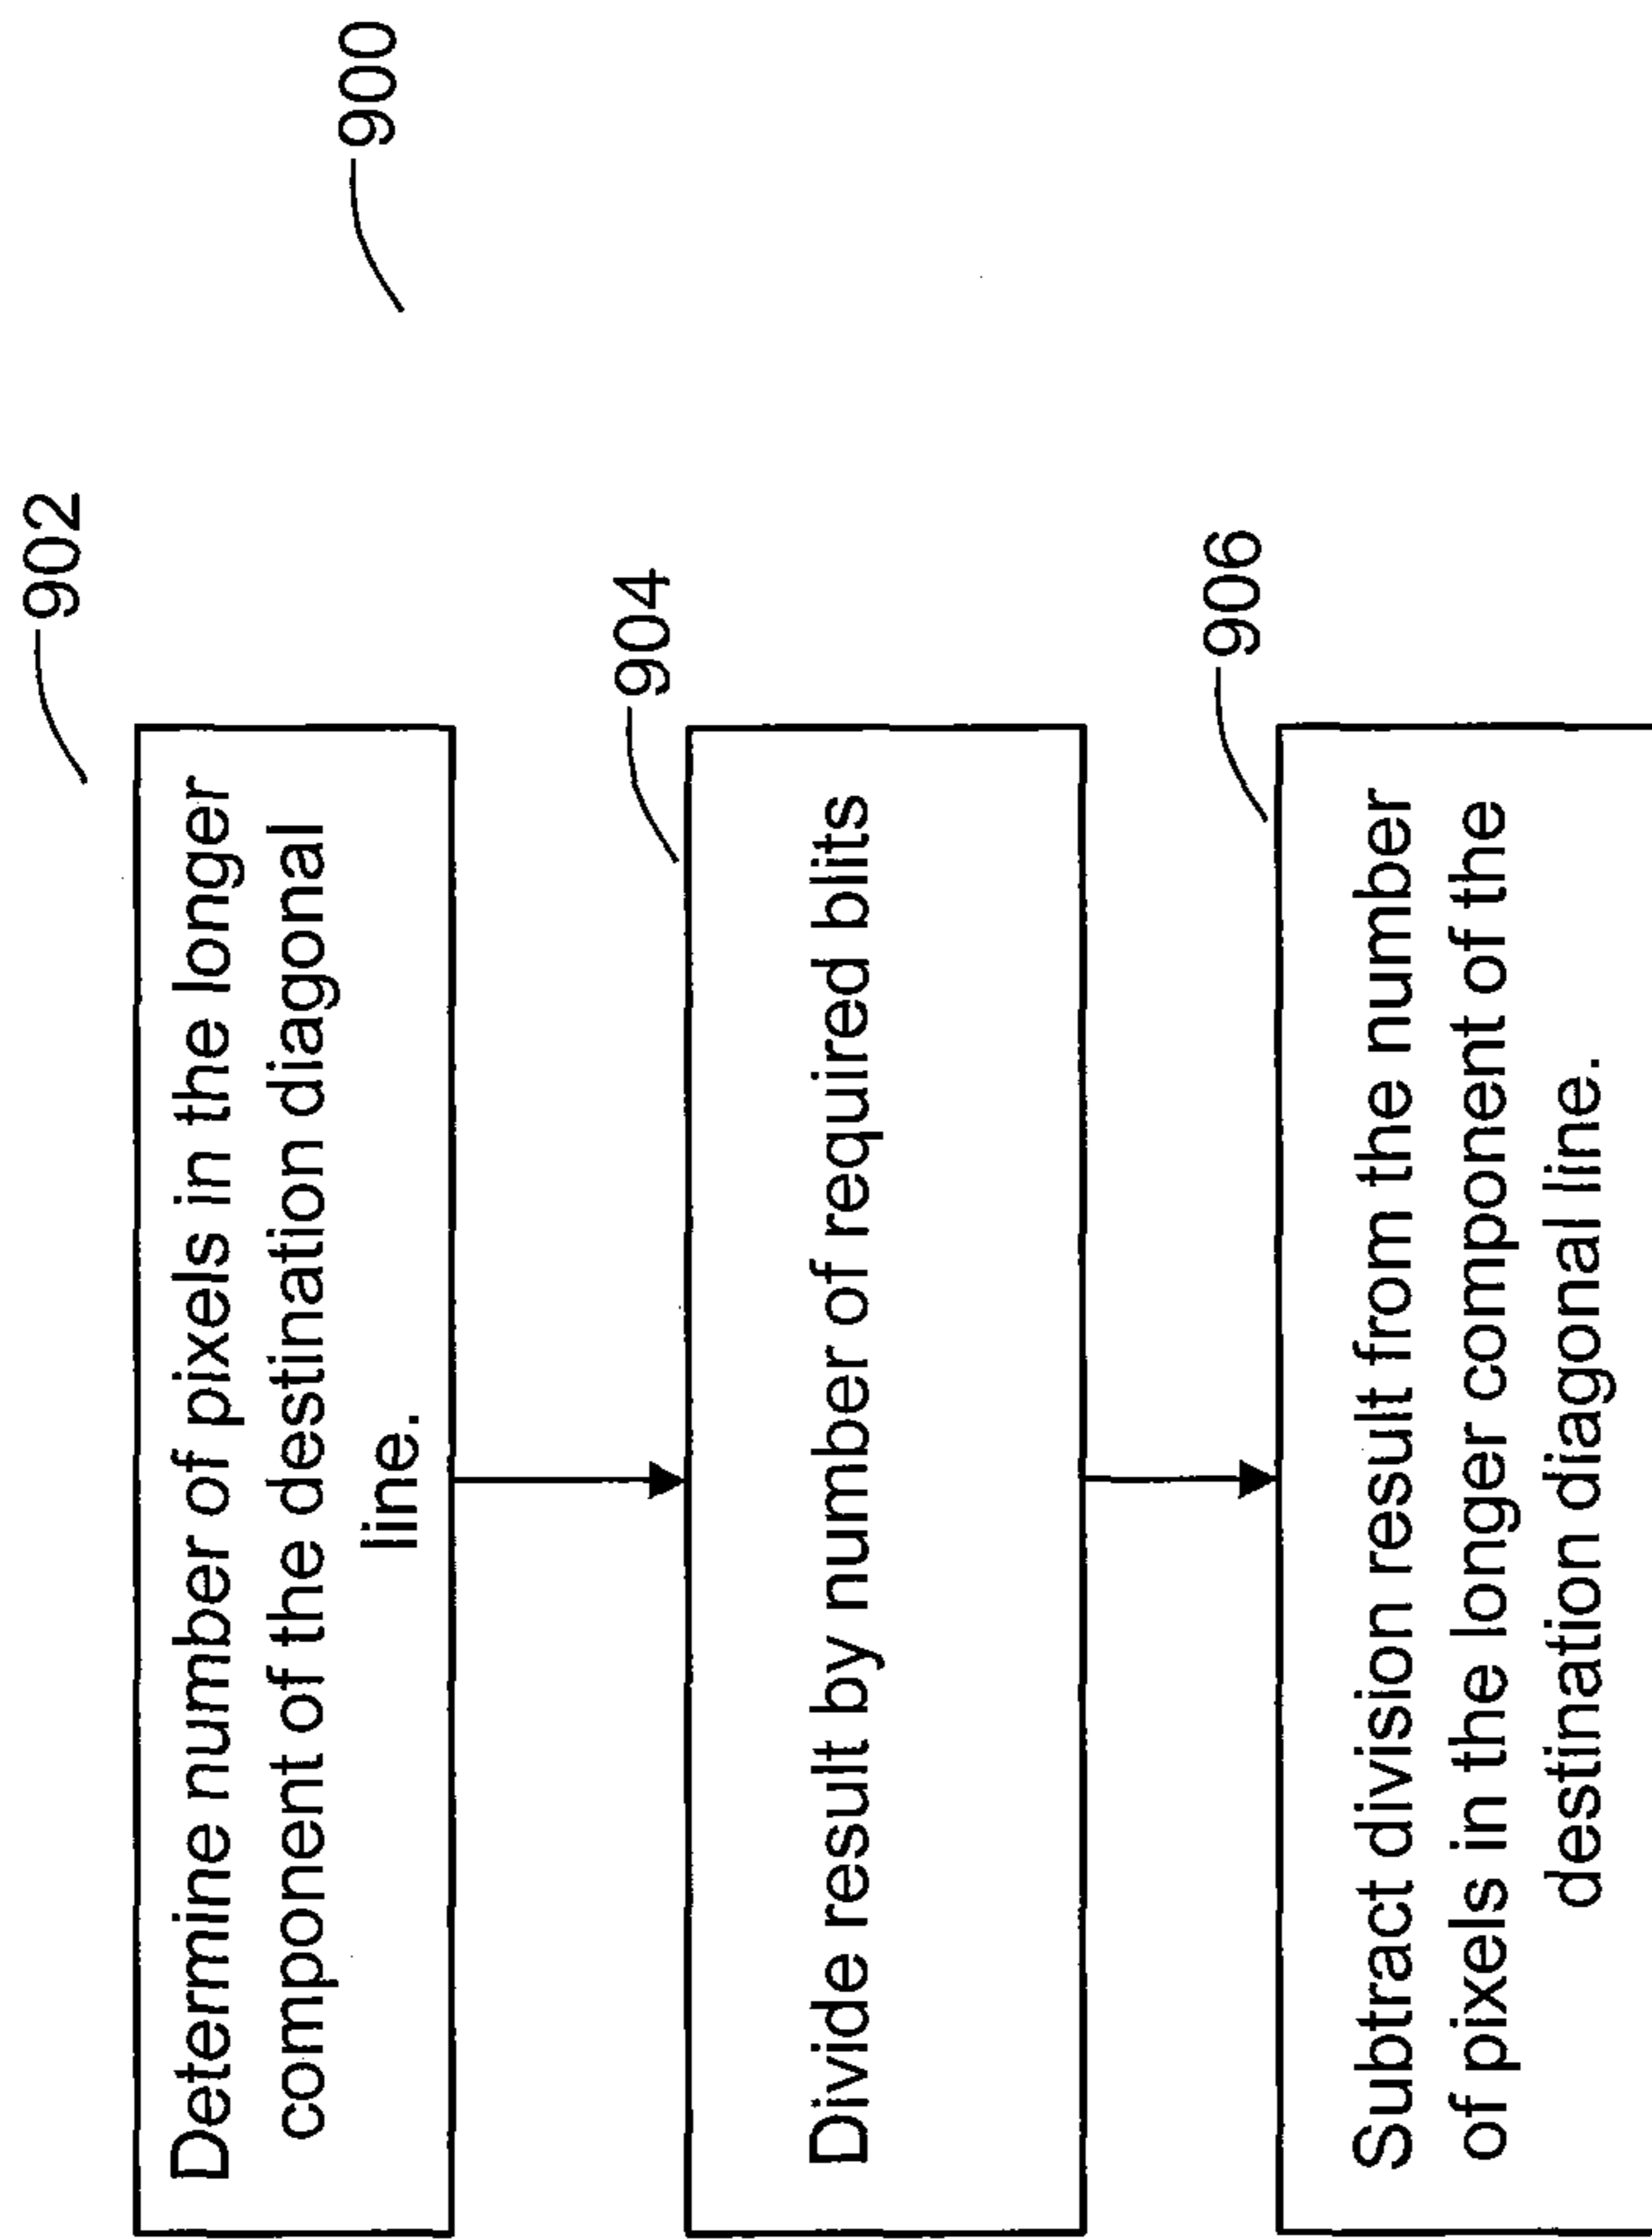 902
Determine number of pixels in the longer
component of the destination diagonal
line.
900
904
Divide result by number of required blits
906
Subtract division result from the number
of pixels in the longer component of the
destination diagonal line.